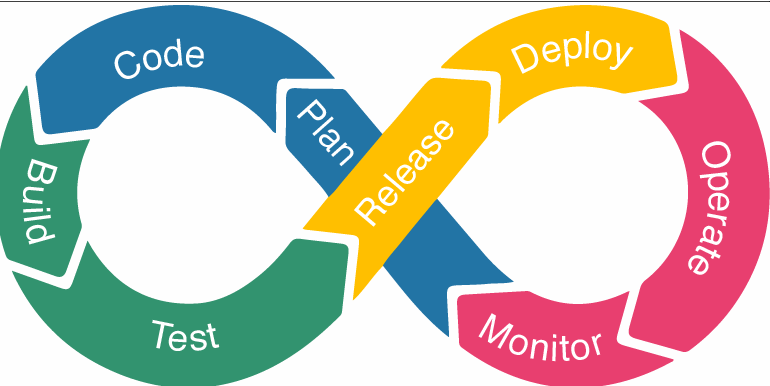 Code
Deploy
Plan
Release
Build
Operate
Test
Monitor